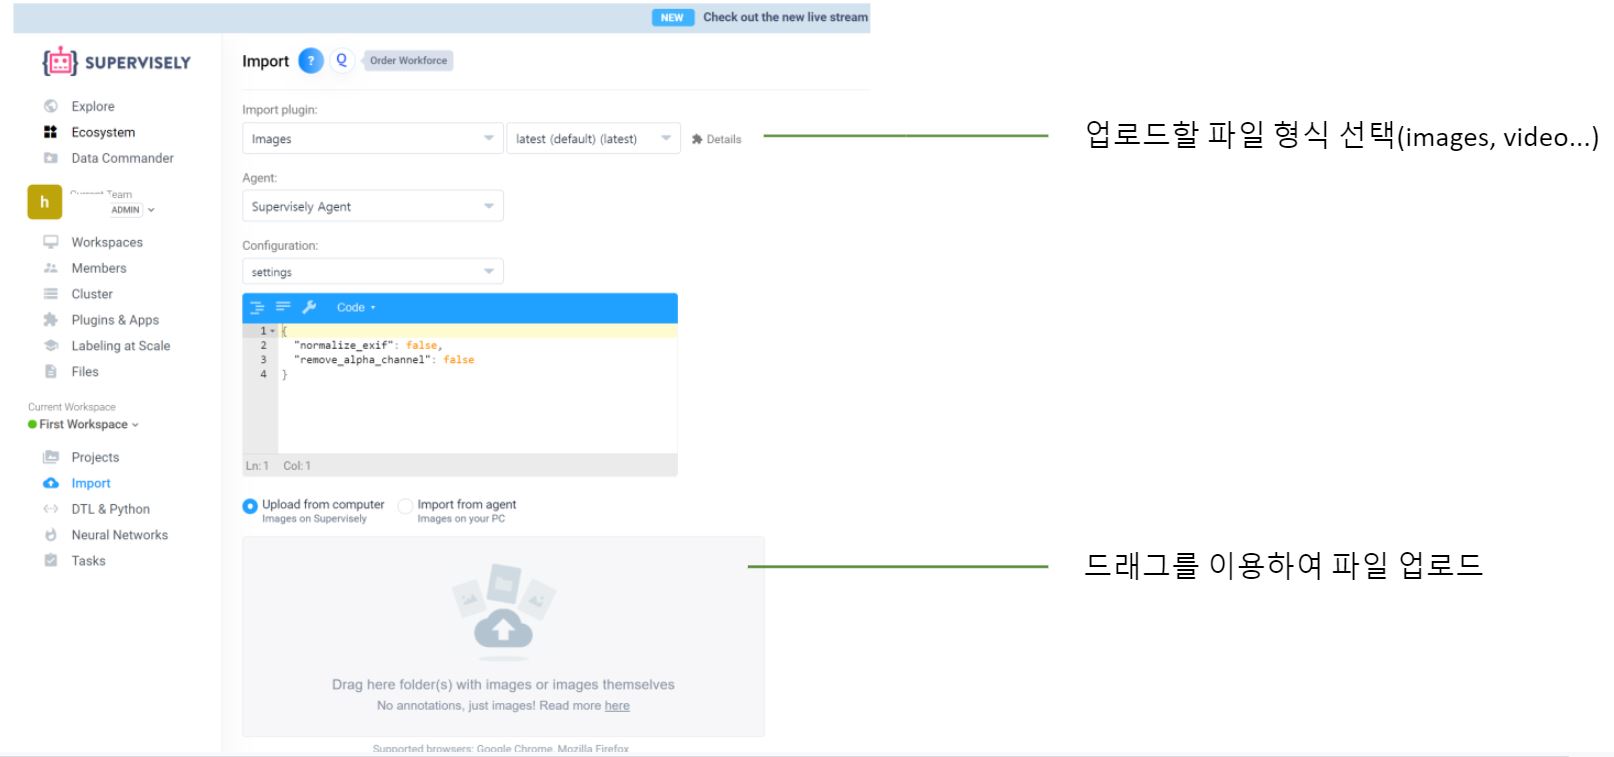 NEW Check out the new live stream
SUPERVISELY
Explore
Ecosystem
Data Commander
h
Current Team
ADMIN
Workspaces
Members
Cluster
Plugins & Apps
Labeling at Scale
Files
Current Workspace
First Workspace
Projects
Import
DTL & Python
Neural Networks
Tasks
Import ? Q Order Workforce
Import plugin:
Images latest (default) (latest) Details
Agent:
Supervisely Agent
Configuration:
settings
Code
1 {
2 "normalize_exif": false,
3 "remove_alpha_channel": false
4 }
Ln: 1 Col: 1
Upload from computer
Images on Supervisely
Import from agent
Images on your PC
Drag here folder(s) with images or images themselves
No annotations, just images! Read more here
Supported browsers: Google Chrome, Mozilla Firefox
업로드할 파일 형식 선택(images, video...)
드래그를 이용하여 파일 업로드